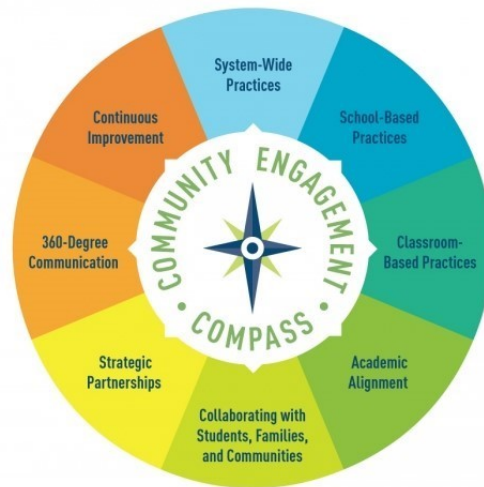 System-Wide
Practices
School-Based
Practices
Classroom-
Based Practices
Academic
Alignment
Collaborating with
Students, Families,
and Communities
Strategic
Partnerships
360-Degree
Communication
Continuous
Improvement
COMMUNITY ENGAGEMENT
• COMPASS •